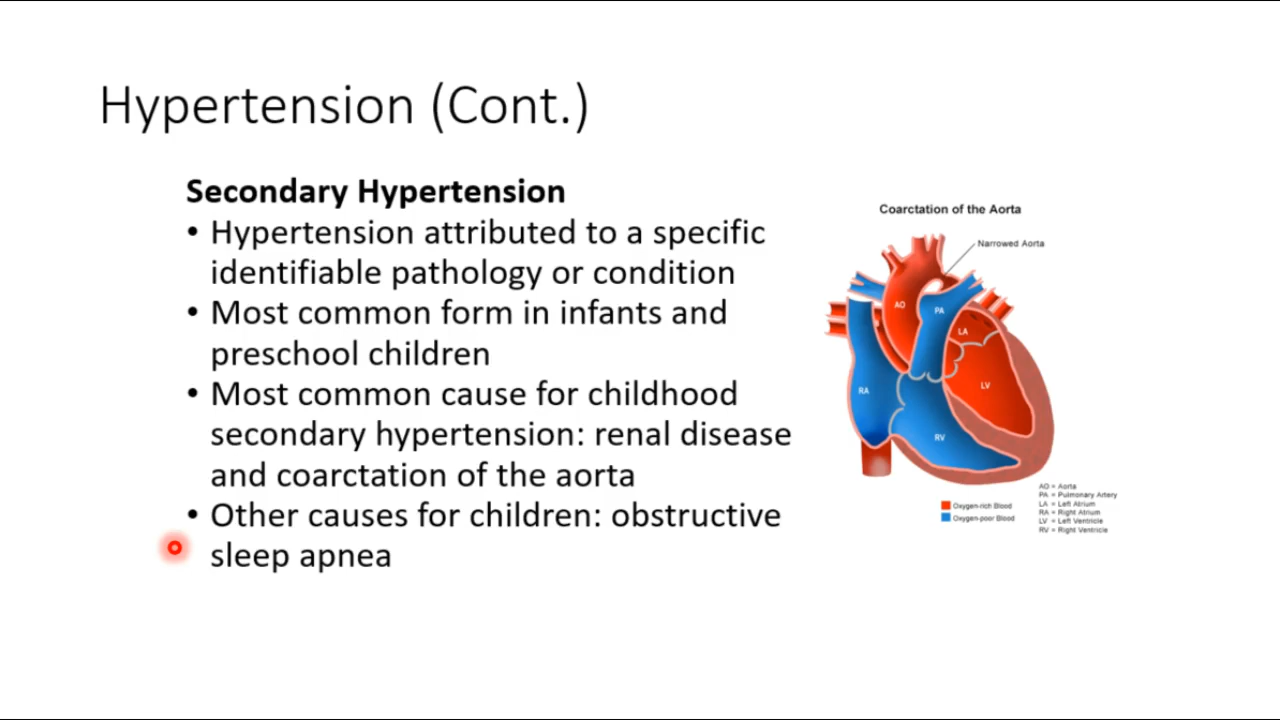 Hypertension (Cont.)
Secondary Hypertension
• Hypertension attributed to a specific
identifiable pathology or condition
• Most common form in infants and
preschool children
• Most common cause for childhood
secondary hypertension: renal disease
and coarctation of the aorta
• Other causes for children: obstructive
sleep apnea
Coarctation of the Aorta
Narrowed Aorta
AO
PA
LA
LV
RA
RV
Oxygen-rich Blood
Oxygen-poor Blood
AO = Aorta
PA = Pulmonary Artery
LA = Left Atrium
RA = Right Atrium
LV = Left Ventricle
RV = Right Ventricle